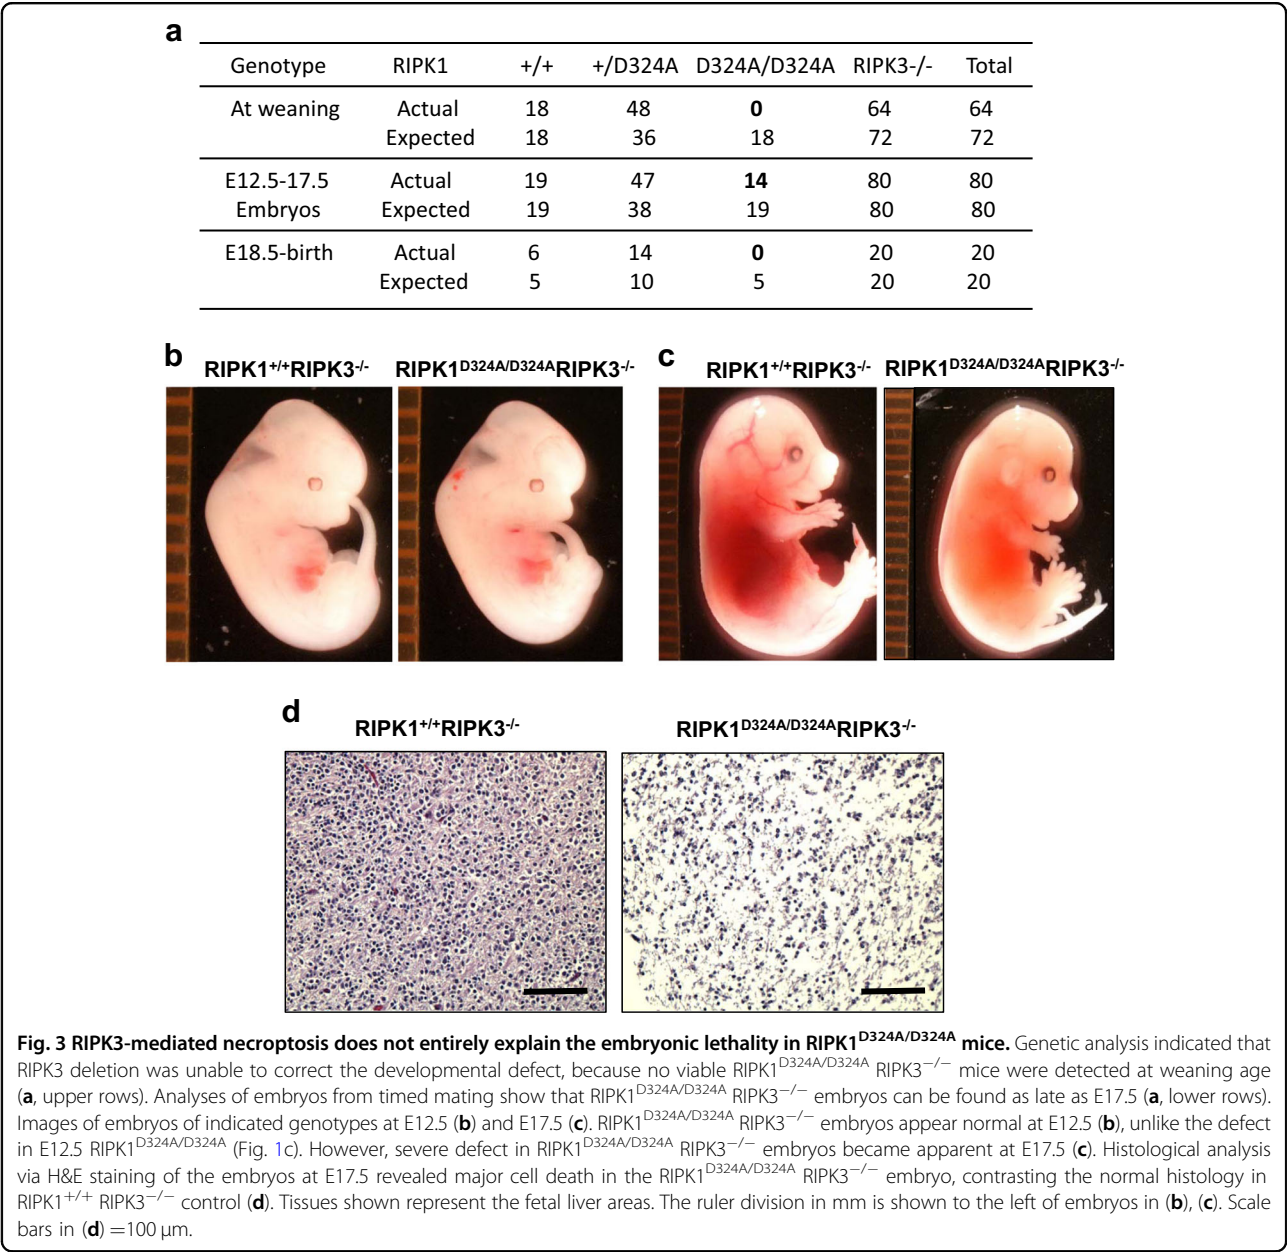 a
Genotype RIPK1 +/+ +/D324A D324A/D324A RIPK3-/- Total
At weaning Actual 18 48 0 64 64
Expected 18 36 18 72 72
E12.5-17.5 Actual 19 47 14 80 80
Embryos Expected 19 38 19 80 80
E18.5-birth Actual 6 14 0 20 20
Expected 5 10 5 20 20
b
RIPK1+/+RIPK3-/- RIPK1D324A/D324ARIPK3-/-
c
RIPK1+/+RIPK3-/- RIPK1D324A/D324ARIPK3-/-
d
RIPK1+/+RIPK3-/- RIPK1D324A/D324ARIPK3-/-
Fig. 3 RIPK3-mediated necroptosis does not entirely explain the embryonic lethality in RIPK1D324A/D324A mice. Genetic analysis indicated that
RIPK3 deletion was unable to correct the developmental defect, because no viable RIPK1D324A/D324A RIPK3−/− mice were detected at weaning age
(a, upper rows). Analyses of embryos from timed mating show that RIPK1D324A/D324A RIPK3−/− embryos can be found as late as E17.5 (a, lower rows).
Images of embryos of indicated genotypes at E12.5 (b) and E17.5 (c). RIPK1D324A/D324A RIPK3−/− embryos appear normal at E12.5 (b), unlike the defect
in E12.5 RIPK1D324A/D324A (Fig. 1c). However, severe defect in RIPK1D324A/D324A RIPK3−/− embryos became apparent at E17.5 (c). Histological analysis
via H&E staining of the embryos at E17.5 revealed major cell death in the RIPK1D324A/D324A RIPK3−/− embryo, contrasting the normal histology in
RIPK1+/+ RIPK3−/− control (d). Tissues shown represent the fetal liver areas. The ruler division in mm is shown to the left of embryos in (b), (c). Scale
bars in (d) =100 μm.